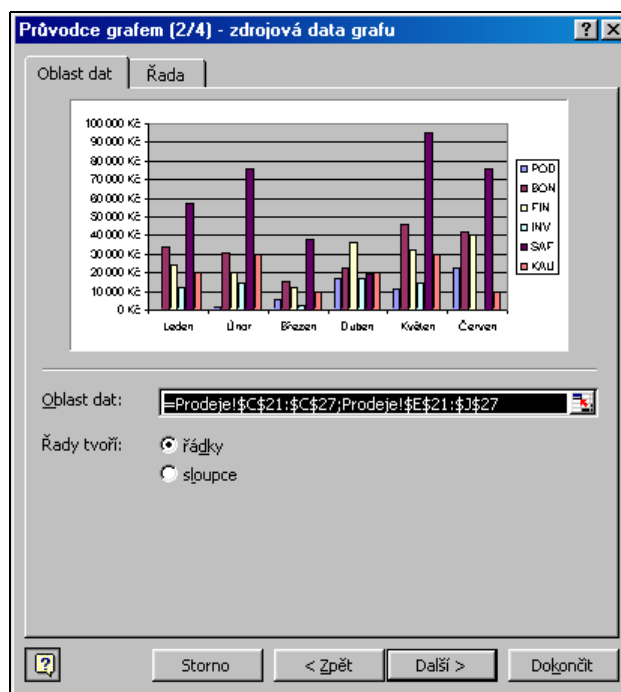 Průvodce grafem (2/4) - zdrojová data grafu
Oblast dat
Řada
100 000 Kč
90 000 Kč
80 000 Kč
70 000 Kč
60 000 Kč
50 000 Kč
40 000 Kč
30 000 Kč
20 000 Kč
10 000 Kč
0 Kč
POD
BON
FIN
INV
SAF
KAU
Leden Únor Březen Duben Květen Červen
Oblast dat: =Prodeje!$C$21:$C$27;Prodeje!$E$21:$J$27
Řady tvoří: řádky
sloupce
Storno < Zpět Další > Dokončit